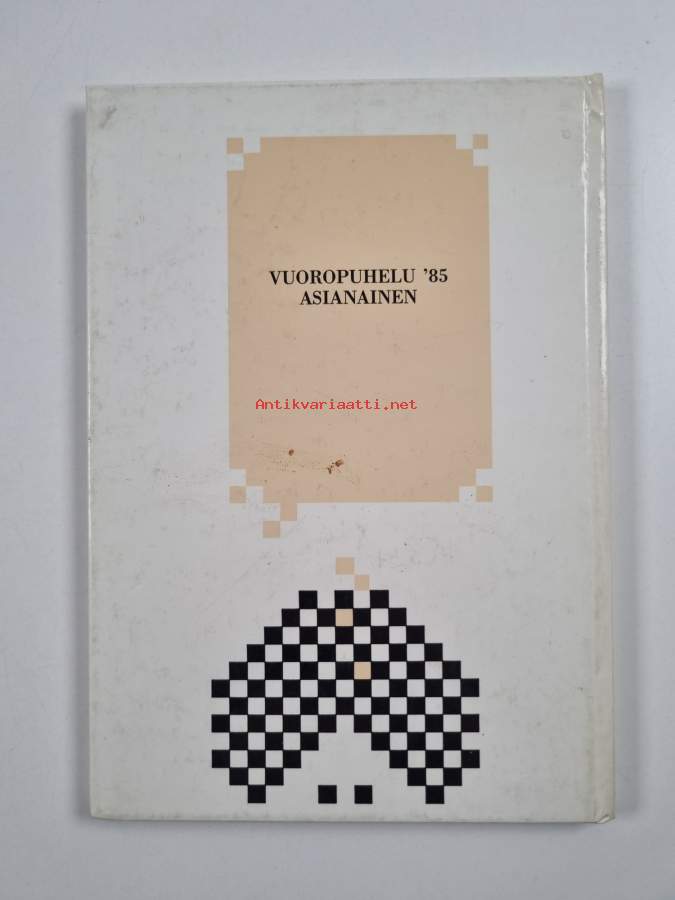 VUOROPUHELU ’85
ASIANAINEN
Antikvariaatti.net